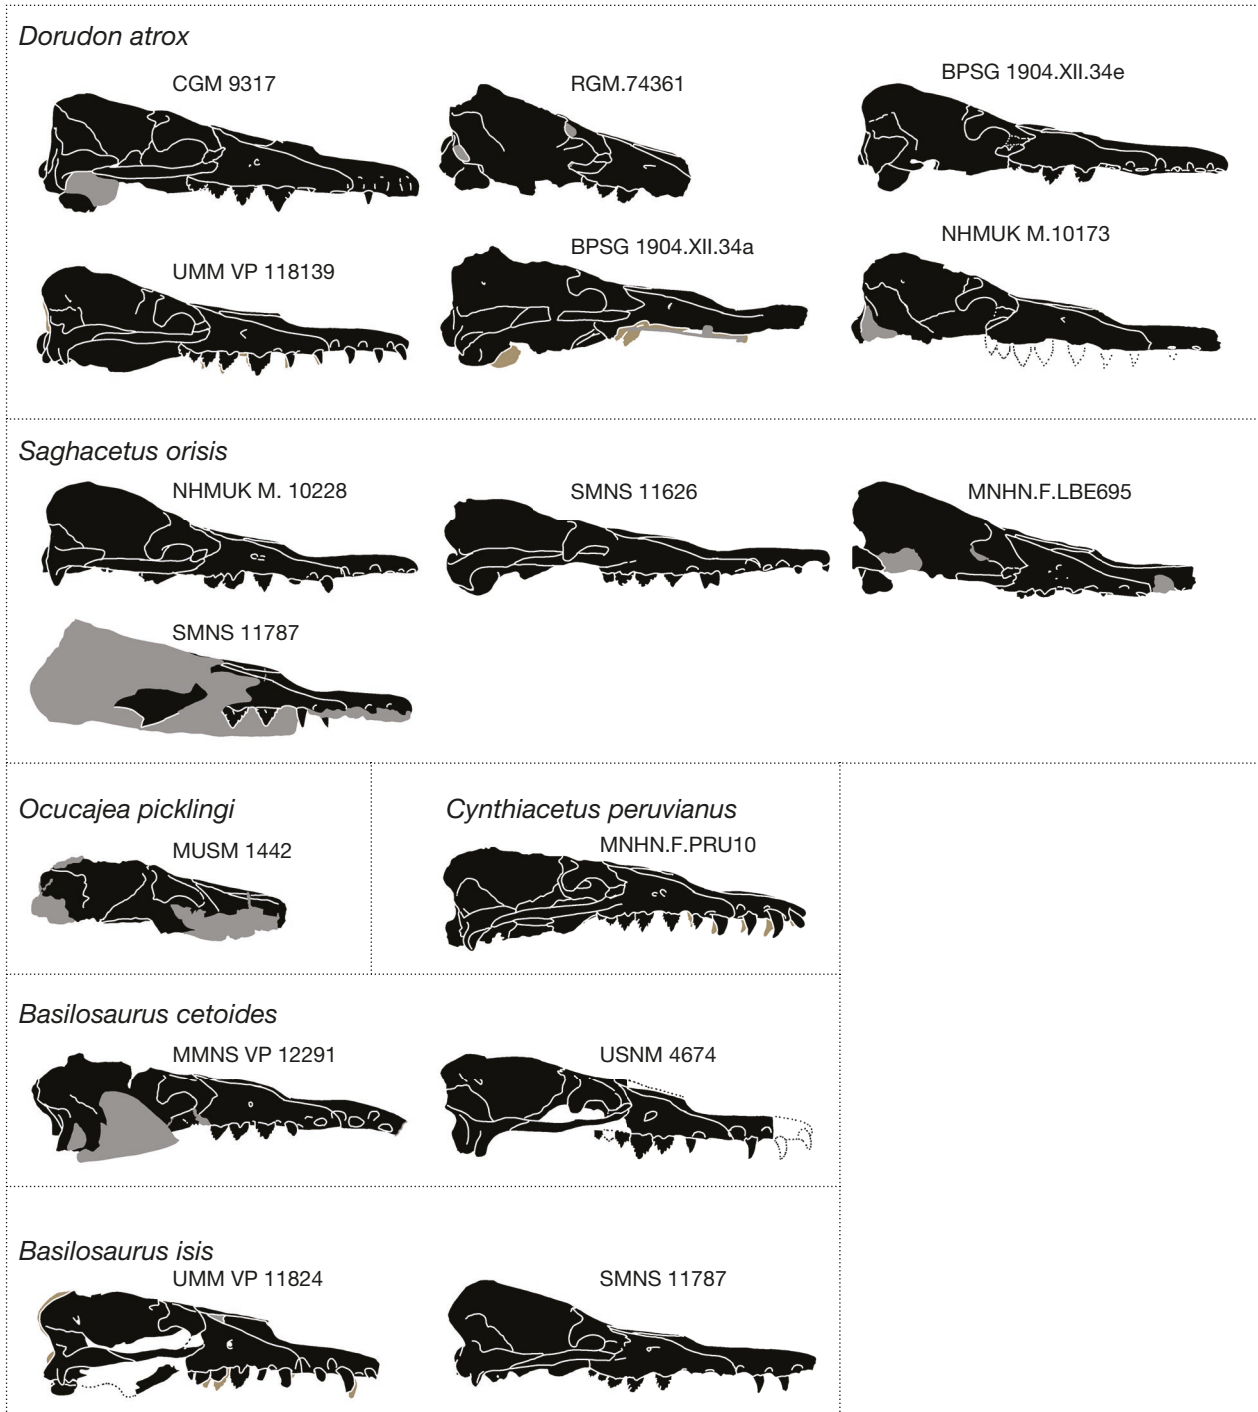 Dorudon atrox
CGM 9317
RGM.74361
BPSG 1904.XII.34e
UMM VP 118139
BPSG 1904.XII.34a
NHMUK M.10173
Saghacetus orisis
NHMUK M. 10228
SMNS 11626
MNHN.F.LBE695
SMNS 11787
Ocucajea picklingi
MUSM 1442
Cynthiacetus peruvianus
MNHN.F.PRU10
Basilosaurus cetoides
MMNS VP 12291
USNM 4674
Basilosaurus isis
UMM VP 11824
SMNS 11787